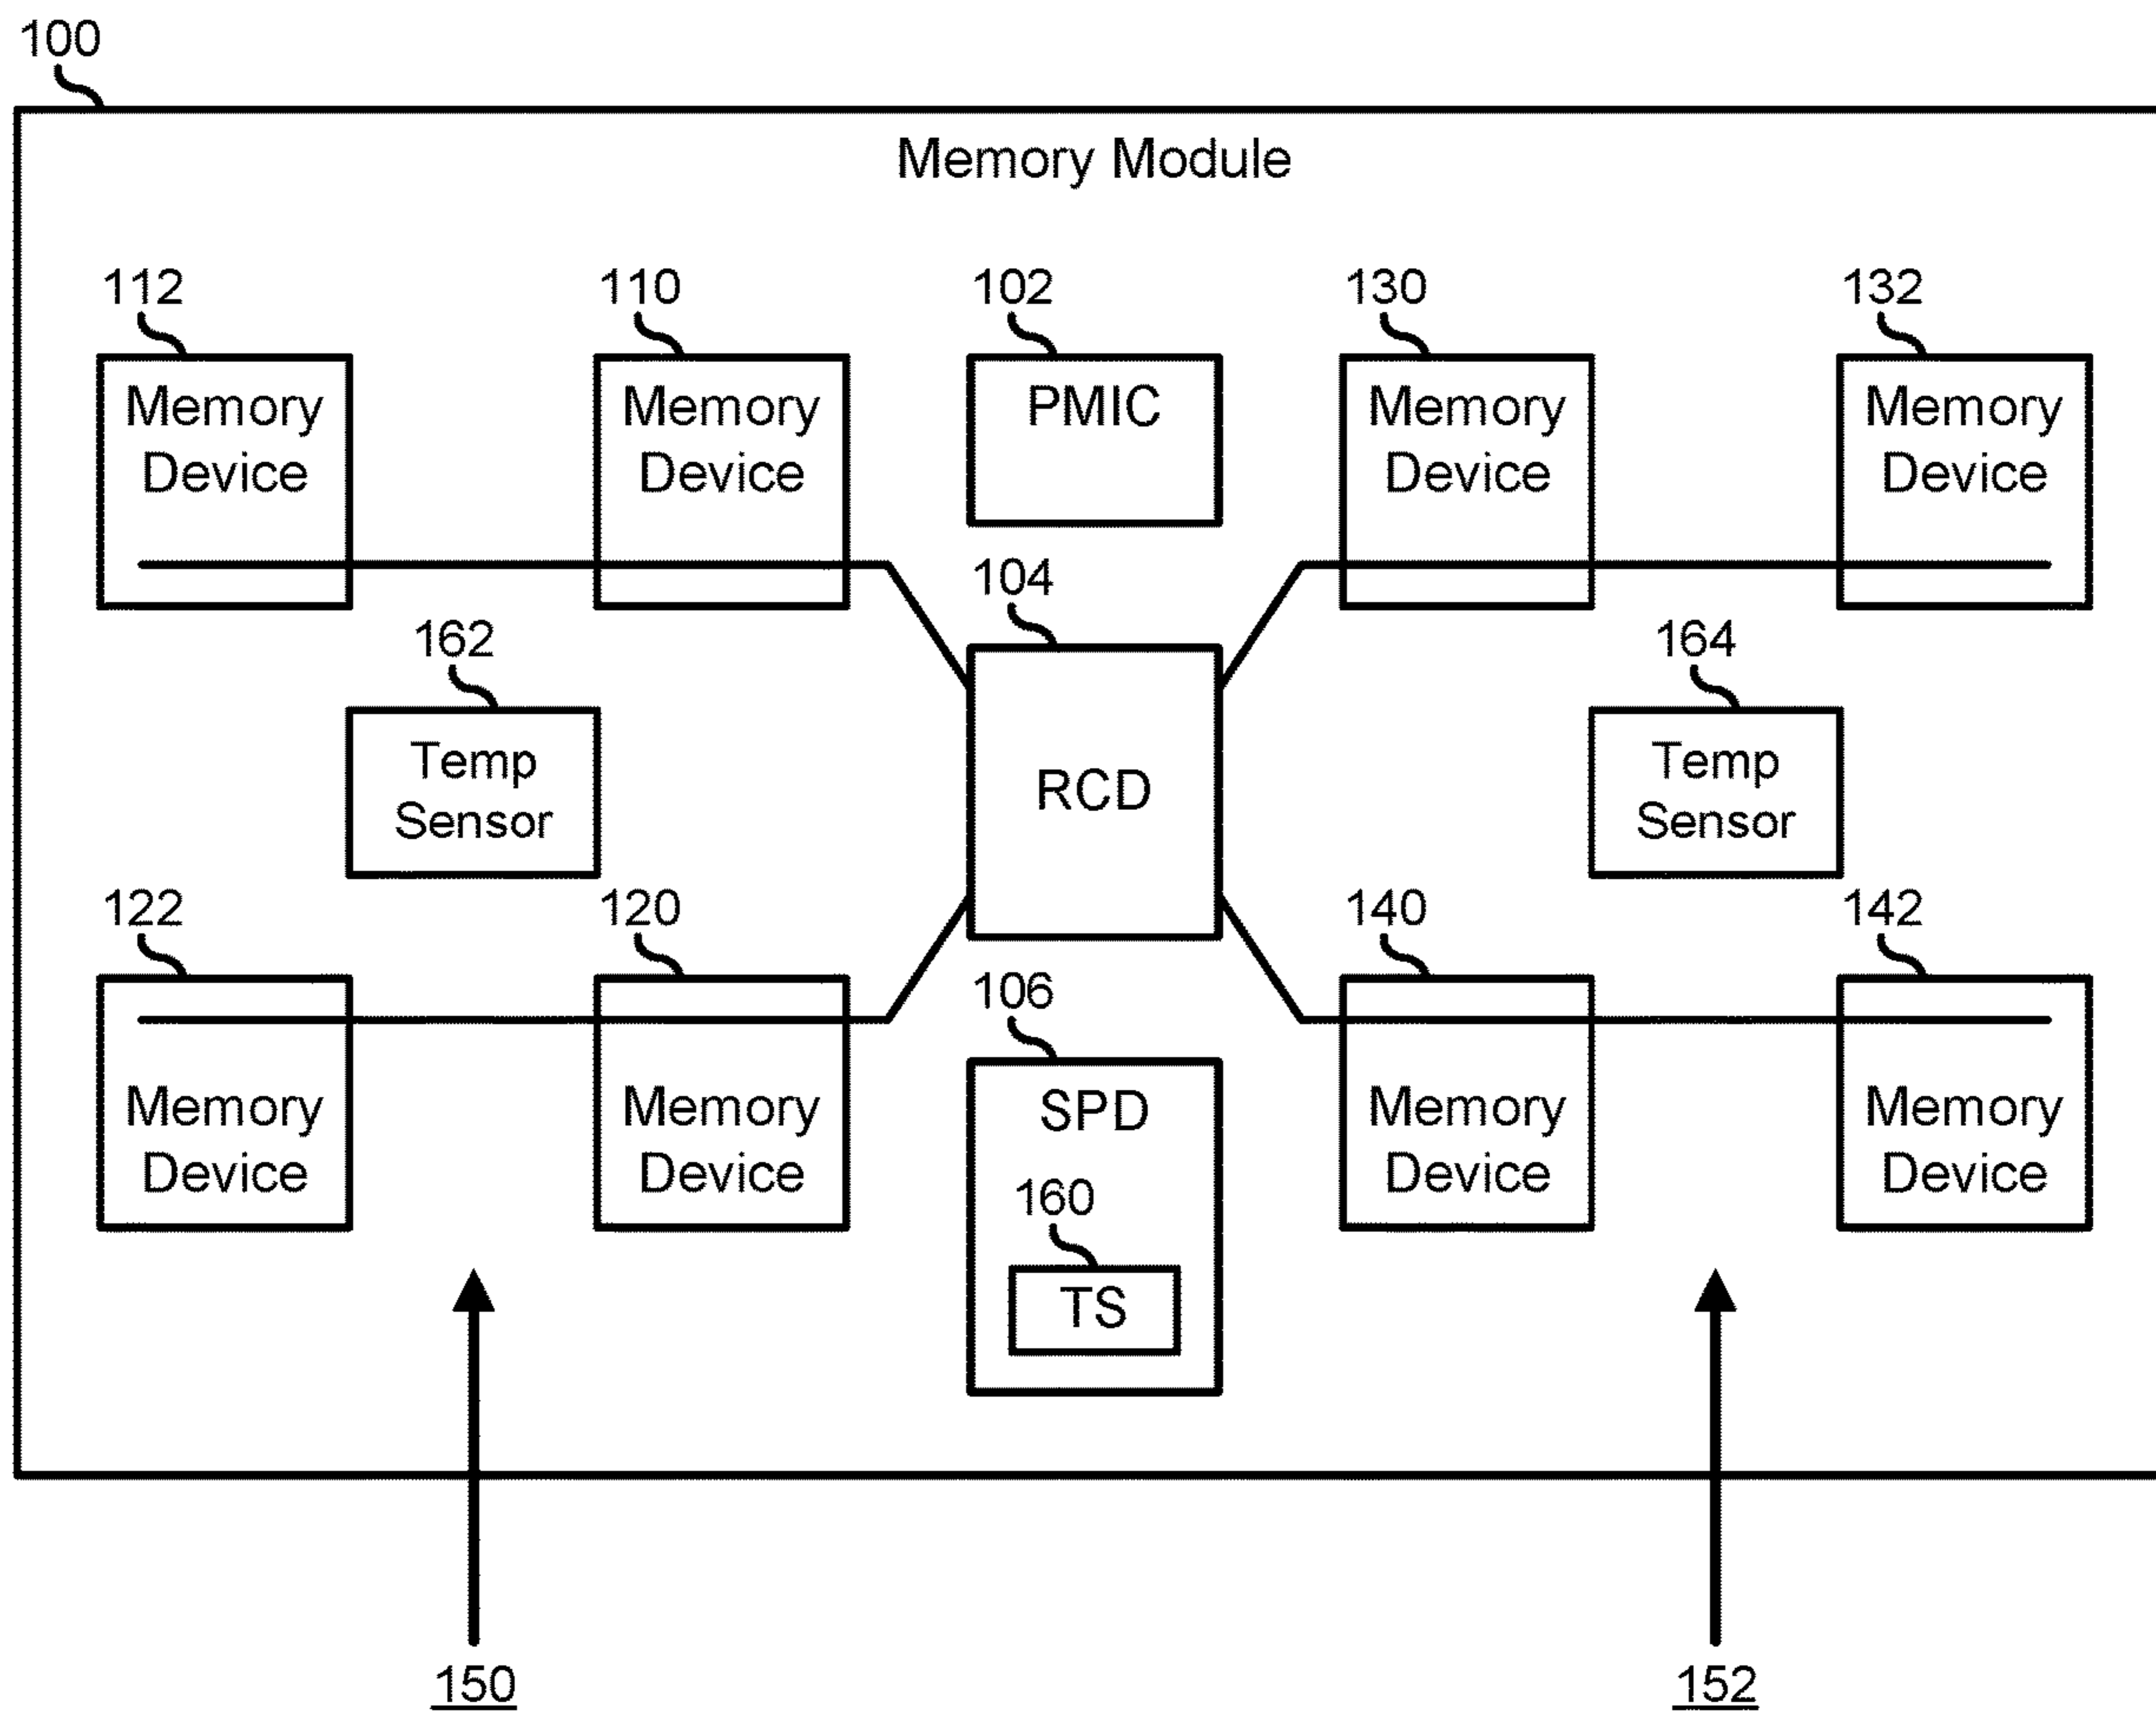 100
Memory Module
112
110
102
130
132
Memory
Device
Memory
Device
PMIC
Memory
Device
Memory
Device
104
162
164
Temp
Sensor
RCD
Temp
Sensor
122
120
140
142
106
Memory
Device
Memory
Device
SPD
Memory
Device
Memory
Device
160
TS
150
152